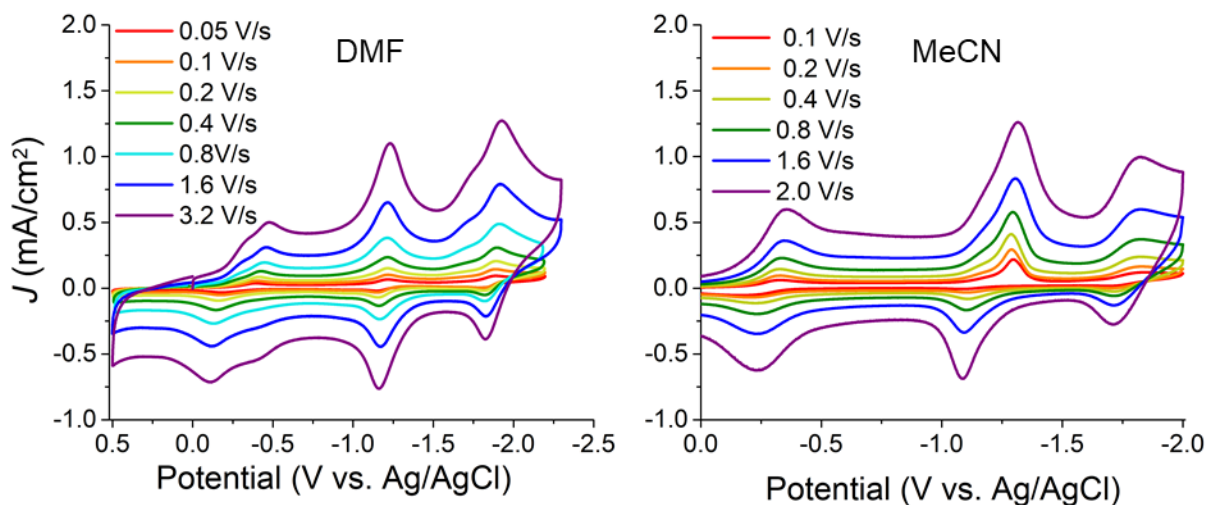 DMF
0.05 V/s
0.1 V/s
0.2 V/s
0.4 V/s
0.8V/s
1.6 V/s
3.2 V/s
2.0
1.5
1.0
0.5
0.0
-0.5
-1.0
J (mA/cm²)
0.5 0.0 -0.5 -1.0 -1.5 -2.0 -2.5
Potential (V vs. Ag/AgCl)
MeCN
0.1 V/s
0.2 V/s
0.4 V/s
0.8 V/s
1.6 V/s
2.0 V/s
2.0
1.5
1.0
0.5
0.0
-0.5
-1.0
0.0 -0.5 -1.0 -1.5 -2.0
Potential (V vs. Ag/AgCl)